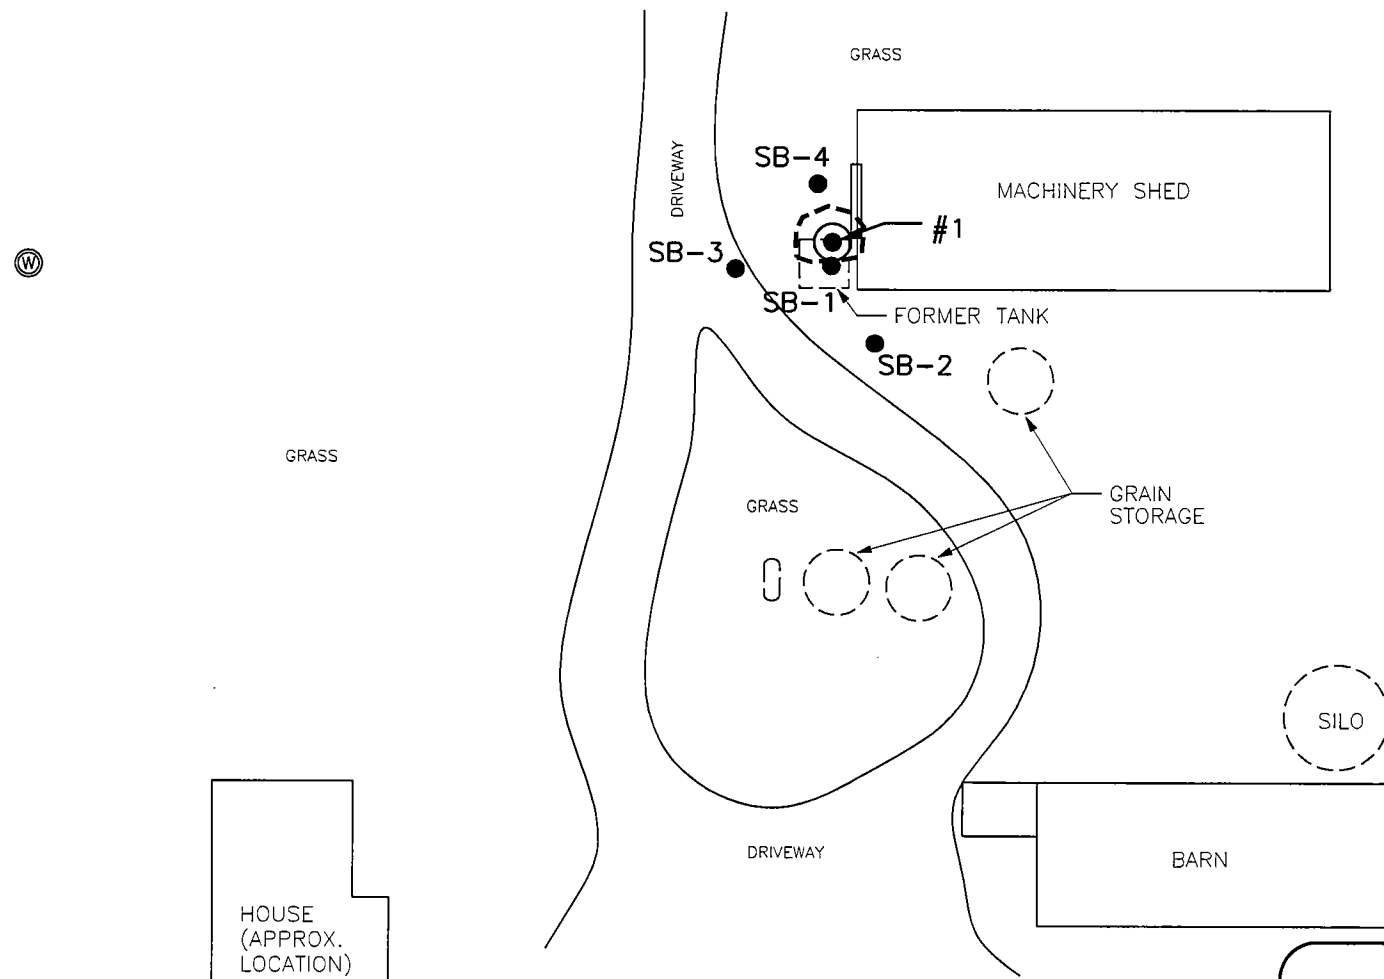 GRASS
DRIVEWAY
SB-4
MACHINERY SHED
#1
SB-3
W
SB-1
FORMER TANK
SB-2
GRASS
GRAIN
STORAGE
GRASS
SILO
DRIVEWAY
BARN
HOUSE
(APPROX.
LOCATION)